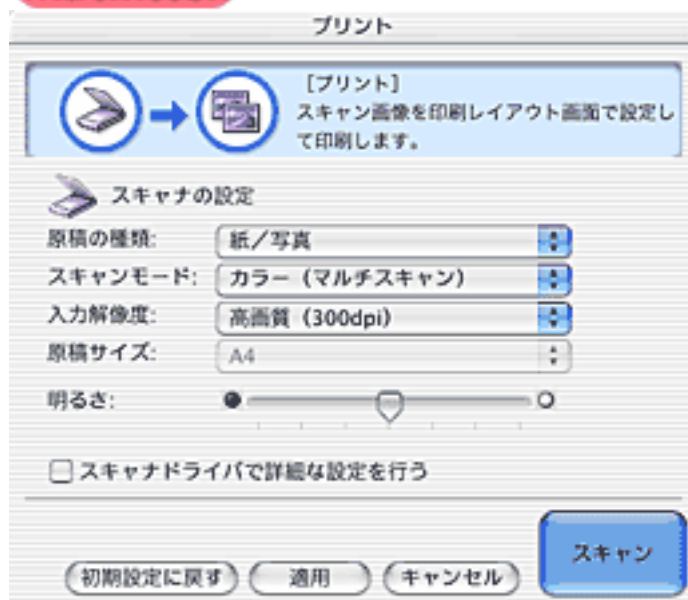 プリント
[プリント]
スキャン画像を印刷レイアウト画面で設定し
て印刷します。
スキャナの設定
原稿の種類: 紙／写真
スキャンモード: カラー（マルチスキャン）
入力解像度: 高画質（300dpi）
原稿サイズ: A4
明るさ:
スキャナドライバで詳細な設定を行う
初期設定に戻す 適用 キャンセル スキャン